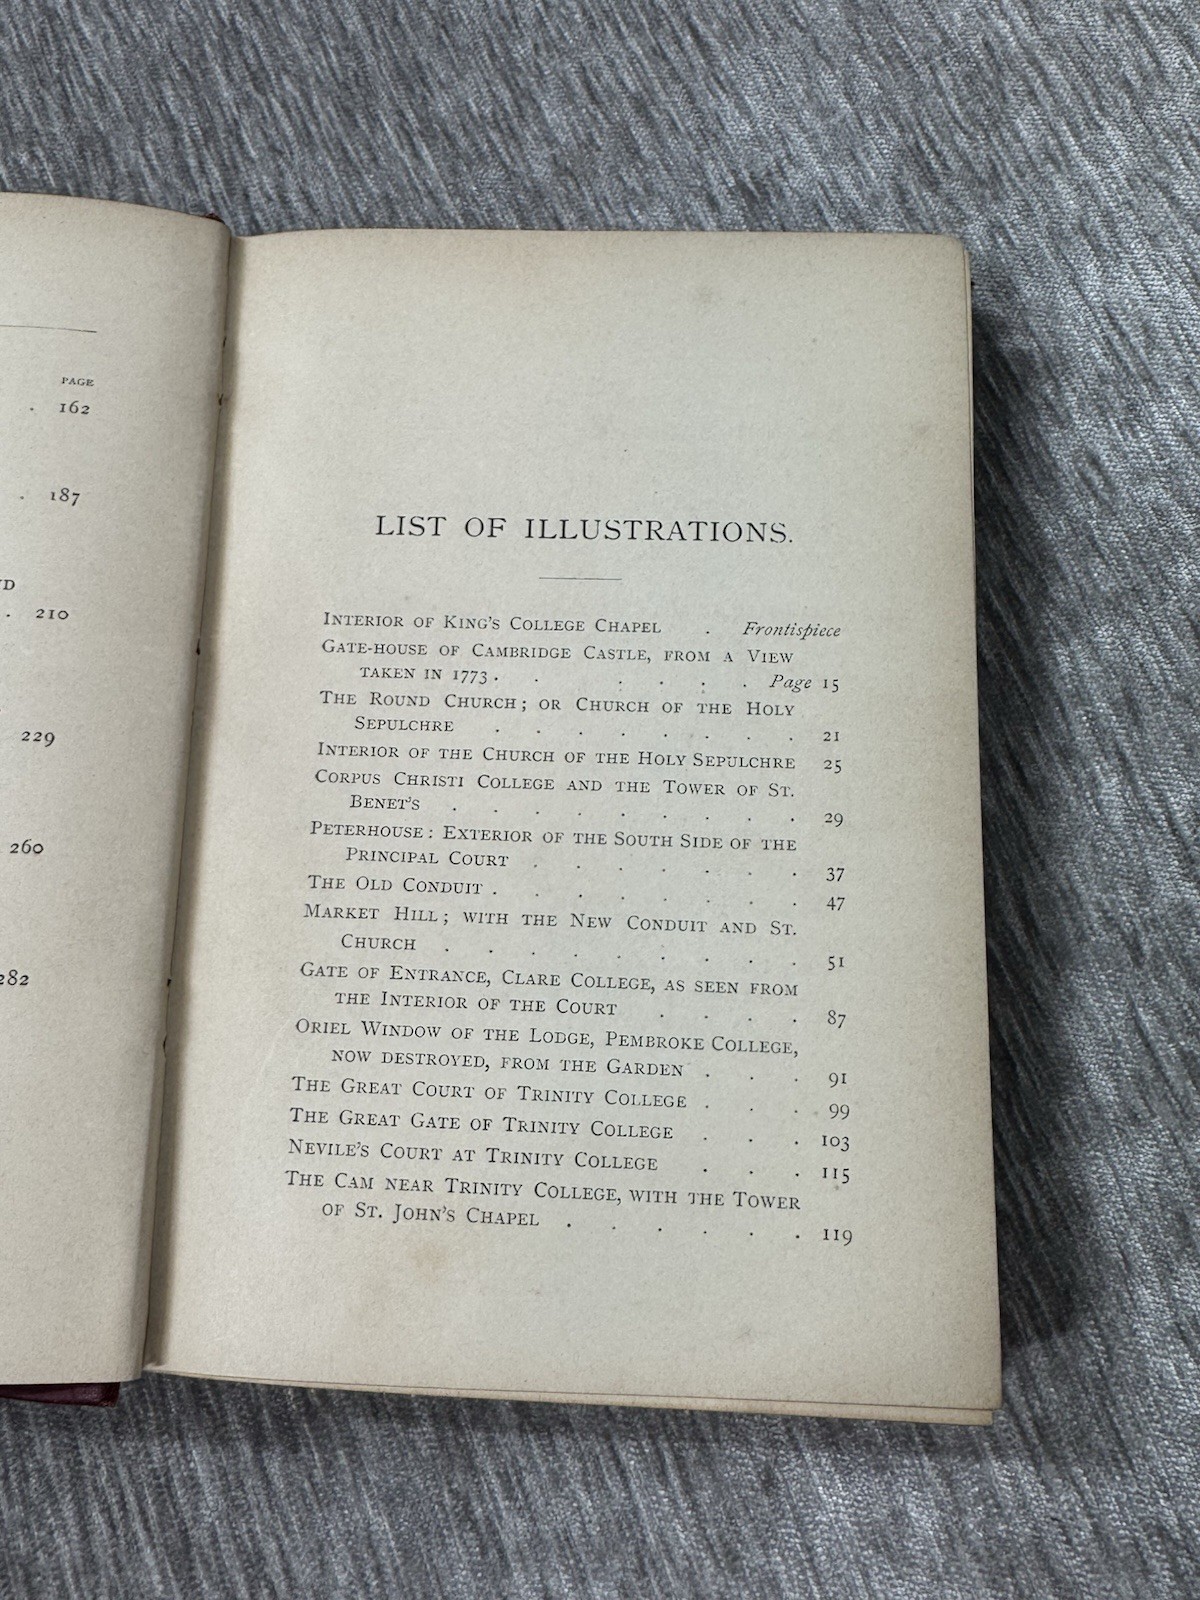 PAGE
. 162
. 187
ND
. 210
229
260
282
LIST OF ILLUSTRATIONS.
INTERIOR OF KING'S COLLEGE CHAPEL . Frontispiece
GATE-HOUSE OF CAMBRIDGE CASTLE, FROM A VIEW
TAKEN IN 1773 . . . . . . Page 15
THE ROUND CHURCH; OR CHURCH OF THE HOLY
SEPULCHRE . . . . . . . . 21
INTERIOR OF THE CHURCH OF THE HOLY SEPULCHRE 25
CORPUS CHRISTI COLLEGE AND THE TOWER OF ST.
BENET'S . . . . . . . . . 29
PETERHOUSE: EXTERIOR OF THE SOUTH SIDE OF THE
PRINCIPAL COURT . . . . . . . 37
THE OLD CONDUIT . . . . . . . . 47
MARKET HILL; WITH THE NEW CONDUIT AND ST.
CHURCH . . . . . . . . . 51
GATE OF ENTRANCE, CLARE COLLEGE, AS SEEN FROM
THE INTERIOR OF THE COURT . . . . 87
ORIEL WINDOW OF THE LODGE, PEMBROKE COLLEGE,
NOW DESTROYED, FROM THE GARDEN . . . 91
THE GREAT COURT OF TRINITY COLLEGE . . . 99
THE GREAT GATE OF TRINITY COLLEGE . . . 103
NEVILE'S COURT AT TRINITY COLLEGE . . . 115
THE CAM NEAR TRINITY COLLEGE, WITH THE TOWER
OF ST. JOHN'S CHAPEL . . . . . . 119